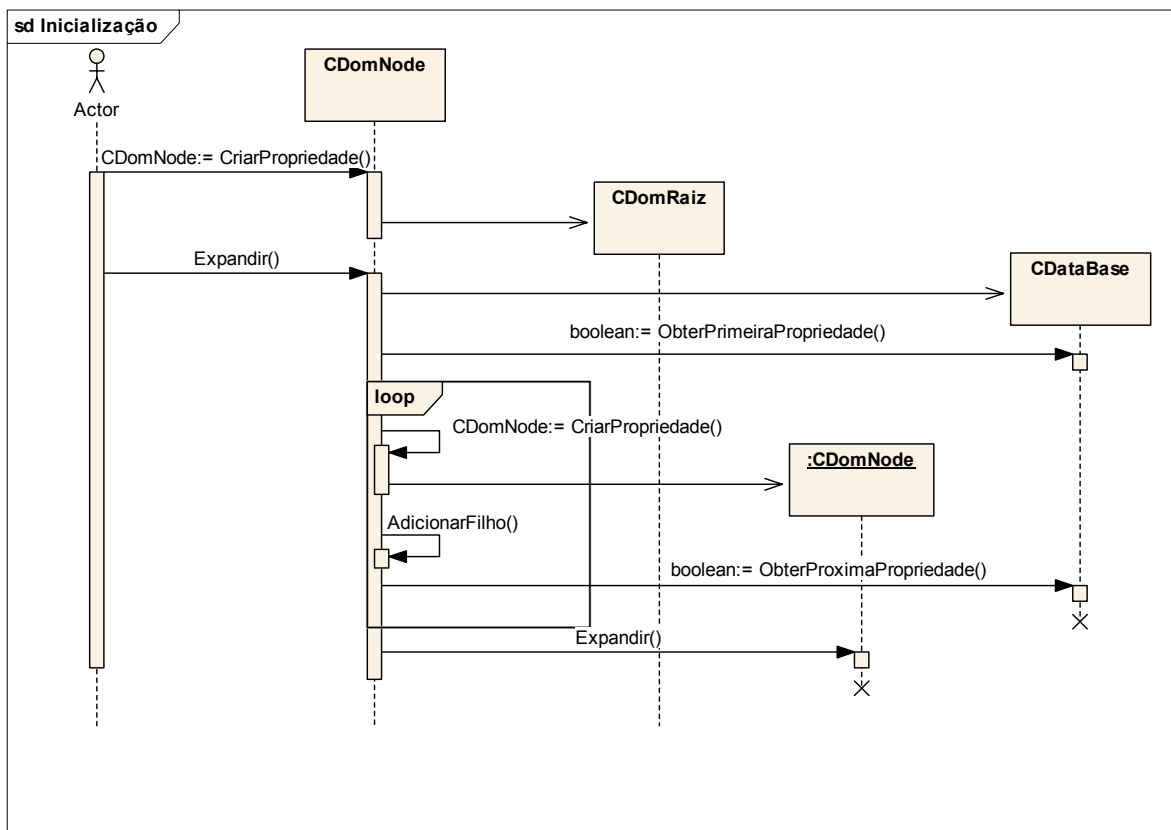 sd Inicialização
CDomNode
Actor
CDomNode:= CriarPropriedade()
CDomRaiz
Expandir()
CDataBase
boolean:= ObterPrimeiraPropriedade()
loop
CDomNode:= CriarPropriedade()
:CDomNode
AdicionarFilho()
boolean:= ObterProximaPropriedade()
Expandir()